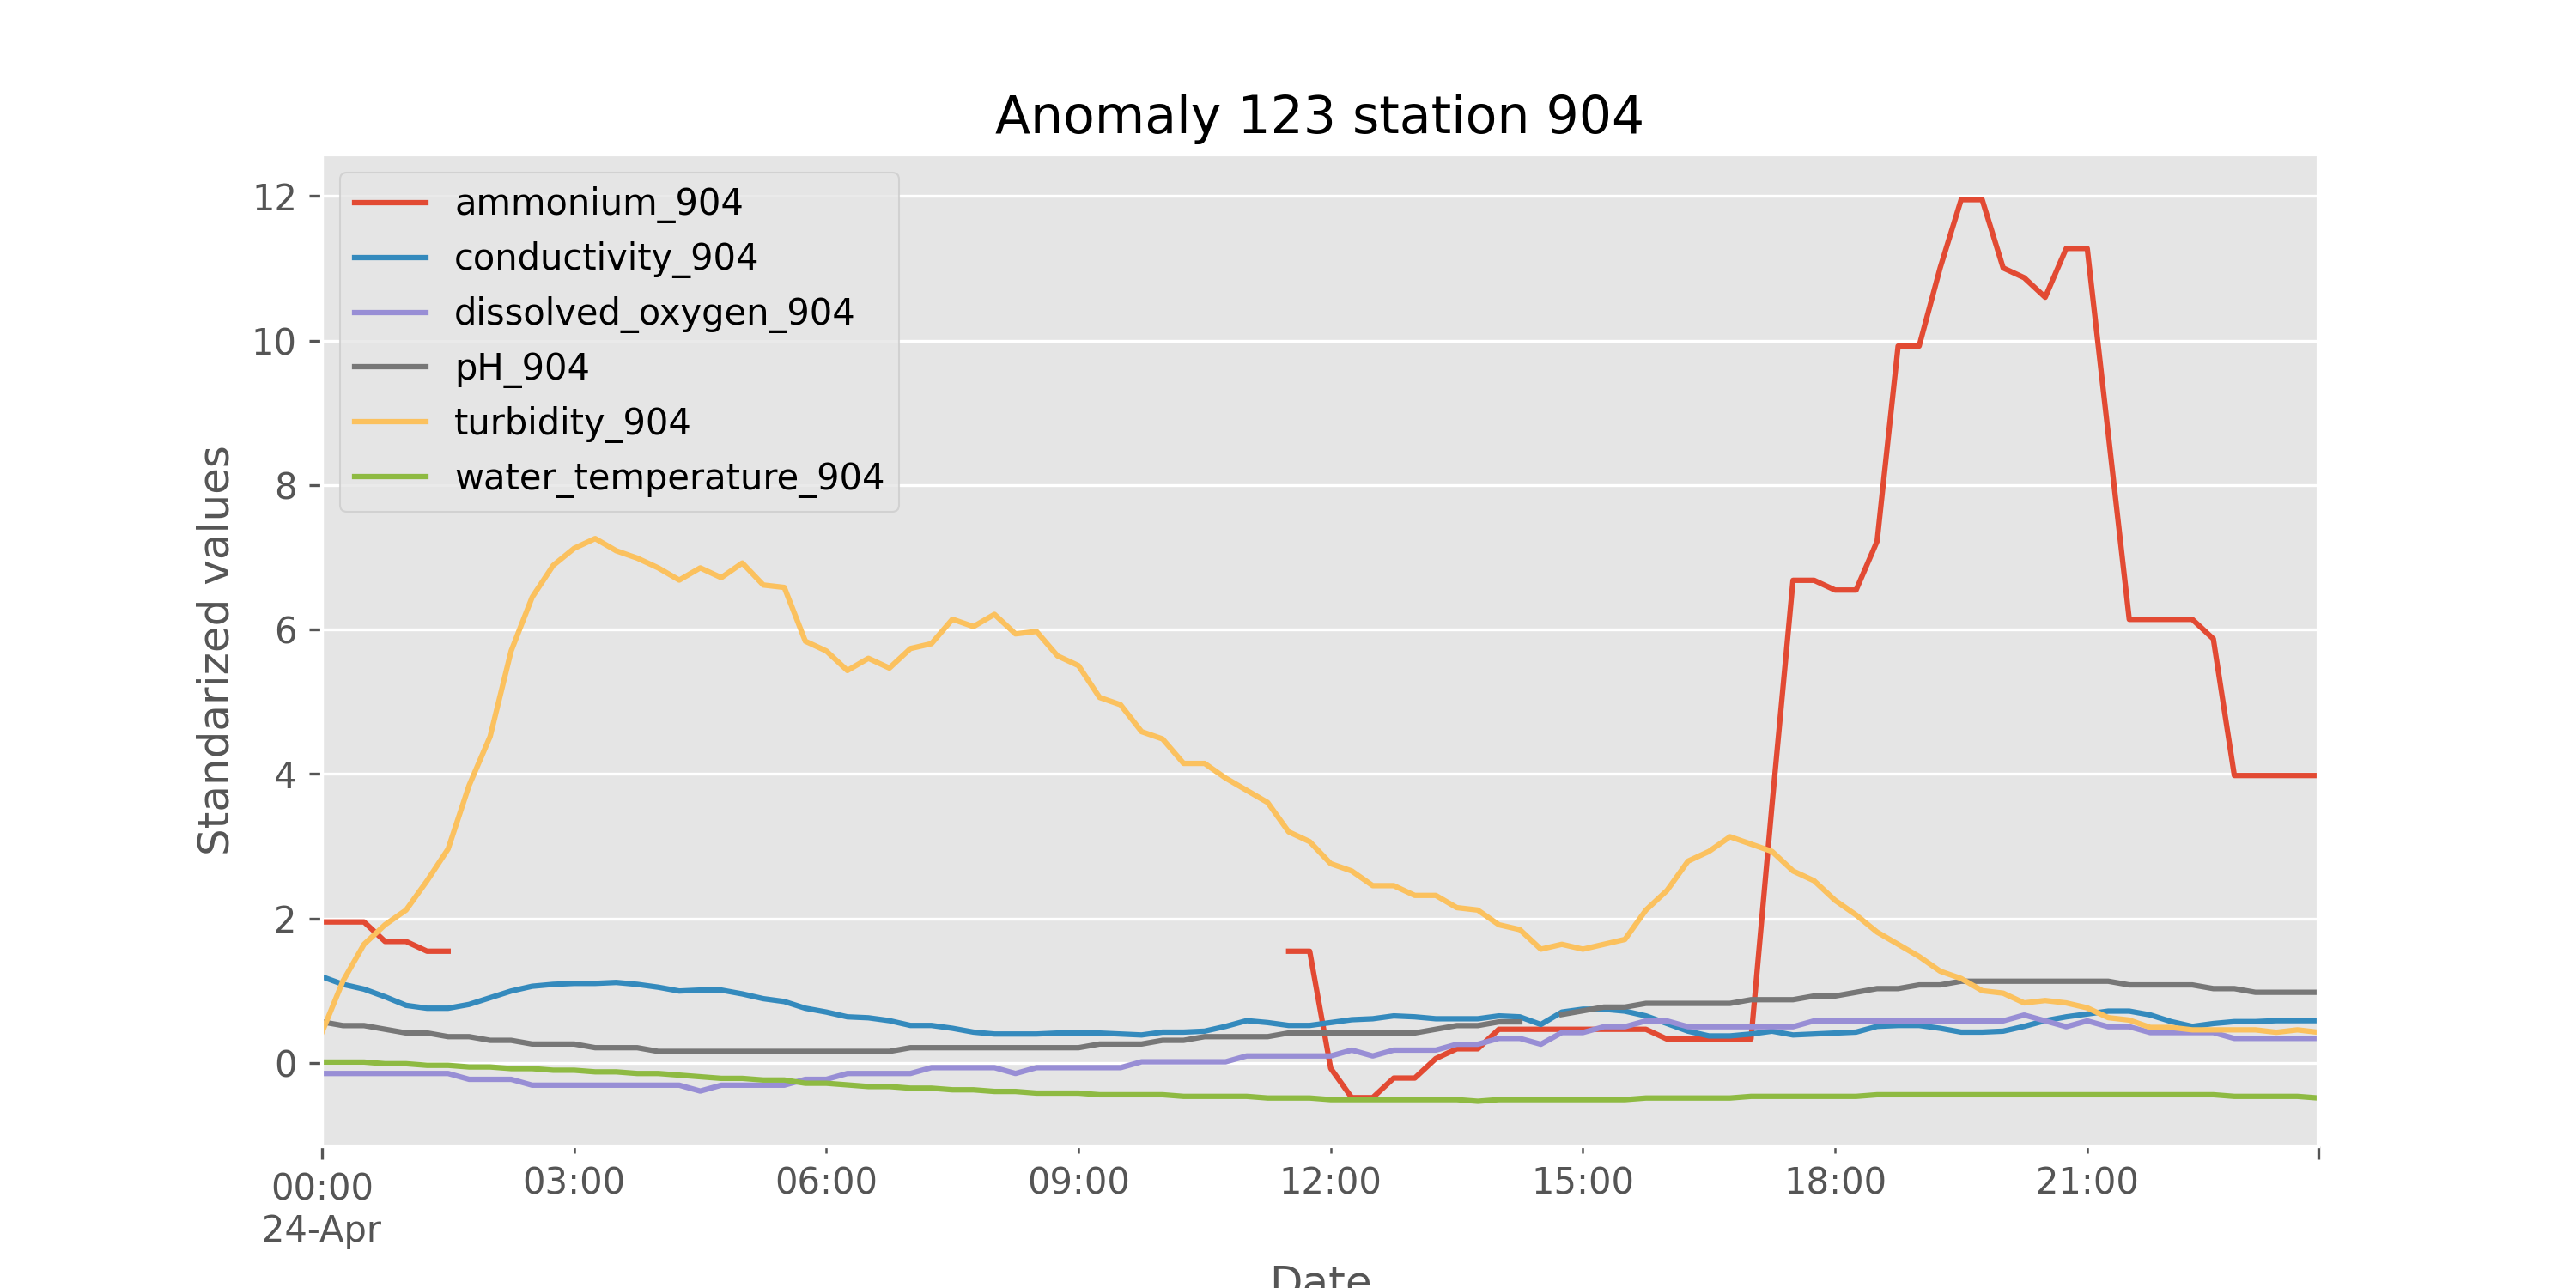 Anomaly 123 station 904
ammonium_904
conductivity_904
dissolved_oxygen_904
pH_904
turbidity_904
water_temperature_904
Standarized values
12
10
8
6
4
2
0
00:00 03:00 06:00 09:00 12:00 15:00 18:00 21:00
24-Apr
Date